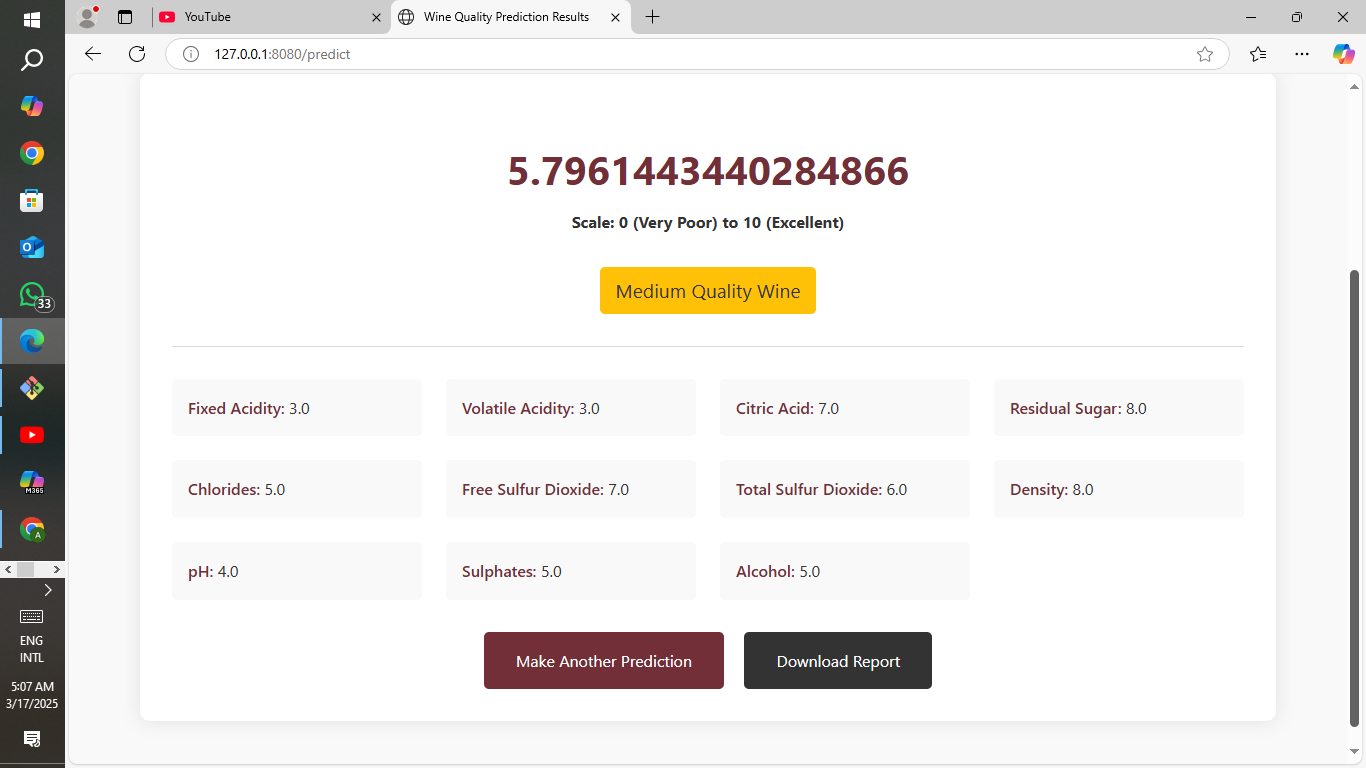 YouTube
Wine Quality Prediction Results
127.0.0.1:8080/predict
5.7961443440284866
Scale: 0 (Very Poor) to 10 (Excellent)
Medium Quality Wine
Fixed Acidity: 3.0
Volatile Acidity: 3.0
Citric Acid: 7.0
Residual Sugar: 8.0
Chlorides: 5.0
Free Sulfur Dioxide: 7.0
Total Sulfur Dioxide: 6.0
Density: 8.0
pH: 4.0
Sulphates: 5.0
Alcohol: 5.0
Make Another Prediction
Download Report
33
M365
A
ENG
INTL
5:07 AM
3/17/2025